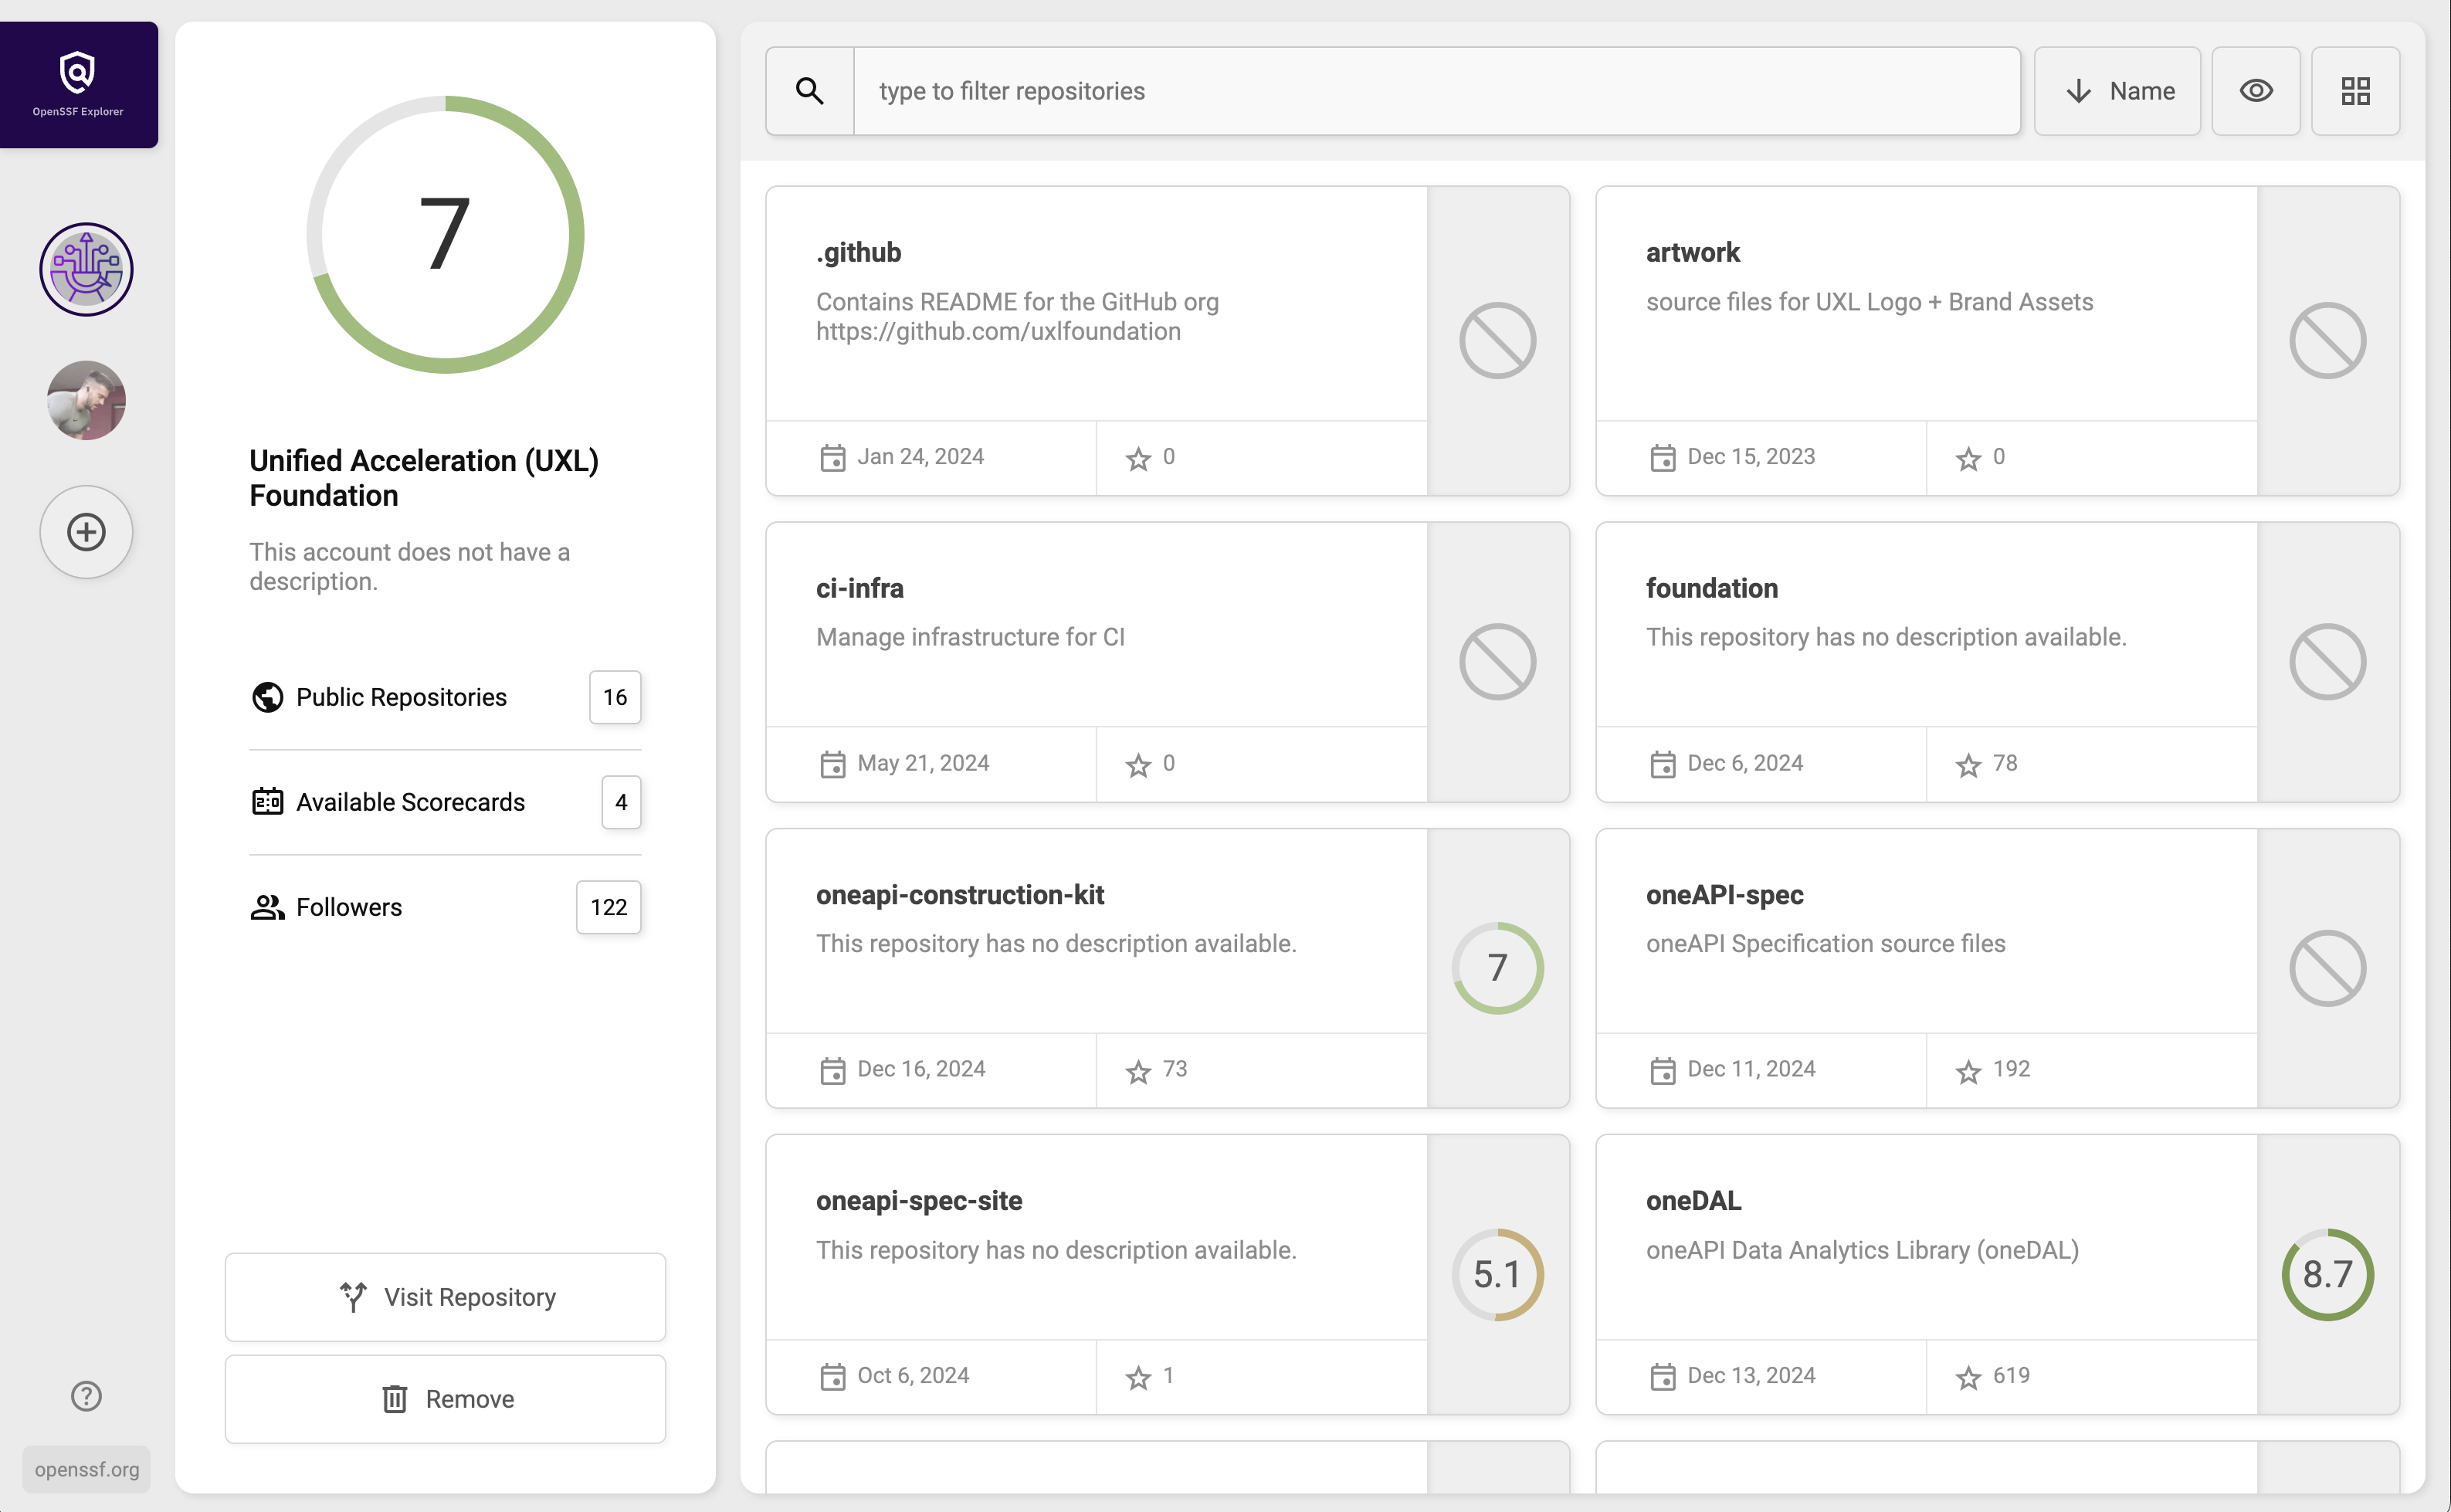 OpenSSF Explorer
openssf.org
7
Unified Acceleration (UXL)
Foundation
This account does not have a
description.
Public Repositories 16
Available Scorecards 4
Followers 122
Visit Repository
Remove
type to filter repositories
Name
.github
Contains README for the GitHub org
https://github.com/uxlfoundation
Jan 24, 2024 0
artwork
source files for UXL Logo + Brand Assets
Dec 15, 2023 0
ci-infra
Manage infrastructure for CI
May 21, 2024 0
foundation
This repository has no description available.
Dec 6, 2024 78
oneapi-construction-kit
This repository has no description available.
7
Dec 16, 2024 73
oneAPI-spec
oneAPI Specification source files
Dec 11, 2024 192
oneapi-spec-site
This repository has no description available.
5.1
Oct 6, 2024 1
oneDAL
oneAPI Data Analytics Library (oneDAL)
8.7
Dec 13, 2024 619